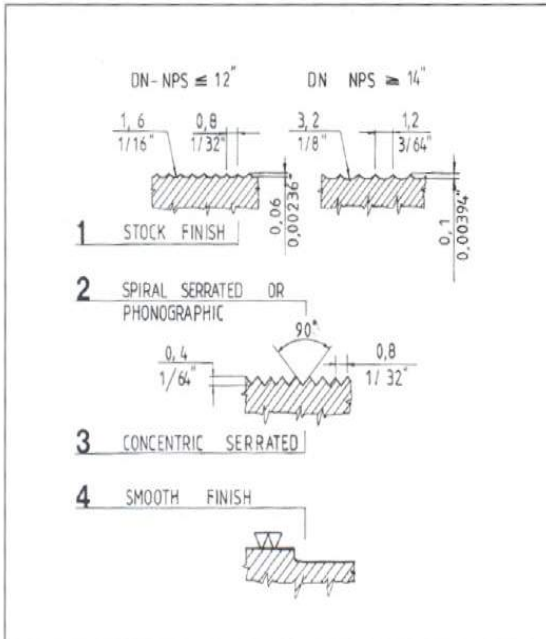 DN-NPS ≤ 12" DN NPS ≥ 14"
1,6 0,8 3,2 1,2
1/16" 1/32" 1/8" 3/64"
0,06
0,00236"
0,1
0,00394"
1 STOCK FINISH
2 SPIRAL SERRATED OR
PHONOGRAPHIC
90°
0,4 0,8
1/64" 1/32"
3 CONCENTRIC SERRATED
4 SMOOTH FINISH